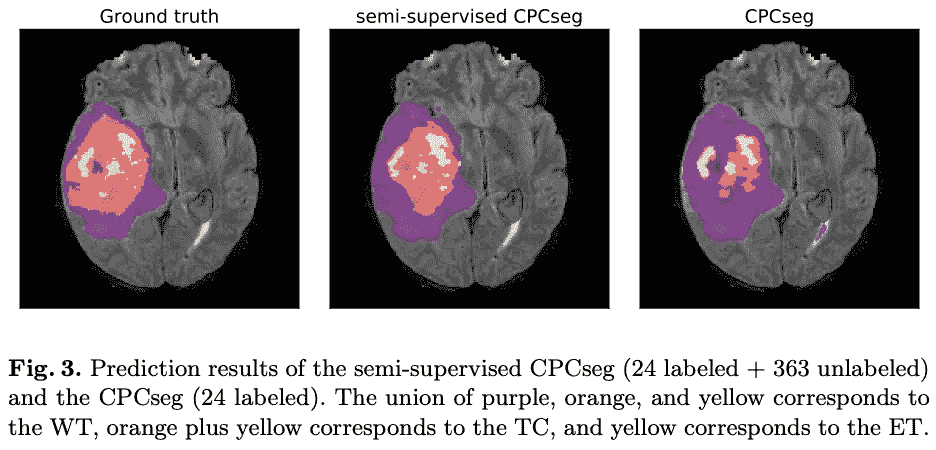 Ground truth
semi-supervised CPCseg
CPCseg
Fig. 3. Prediction results of the semi-supervised CPCseg (24 labeled + 363 unlabeled)
and the CPCseg (24 labeled). The union of purple, orange, and yellow corresponds to
the WT, orange plus yellow corresponds to the TC, and yellow corresponds to the ET.